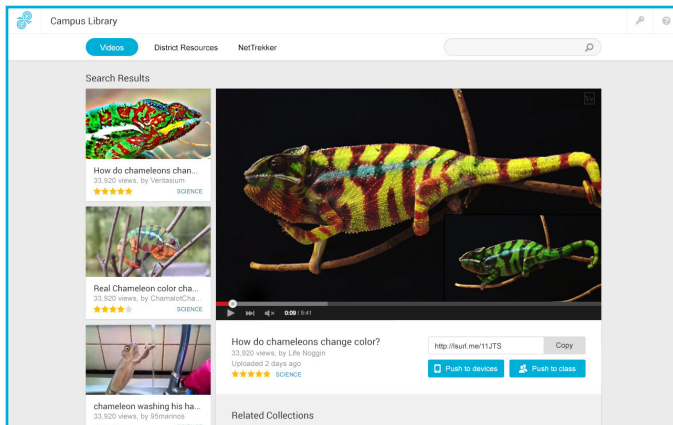 Campus Library
Videos
District Resources
NetTrekker
Search Results
How do chameleons chan...
33,920 views, by Ventasium
SCIENCE
Real Chameleon color cha...
33,920 views, by ChamalotCha...
SCIENCE
chameleon washing his ha...
33,920 views, by 95marinos
0:09 / 5:41
How do chameleons change color?
33,920 views, by Life Noggin
Uploaded 2 days ago
SCIENCE
http://lsurl.me/11JTS
Copy
Push to devices
Push to class
Related Collections